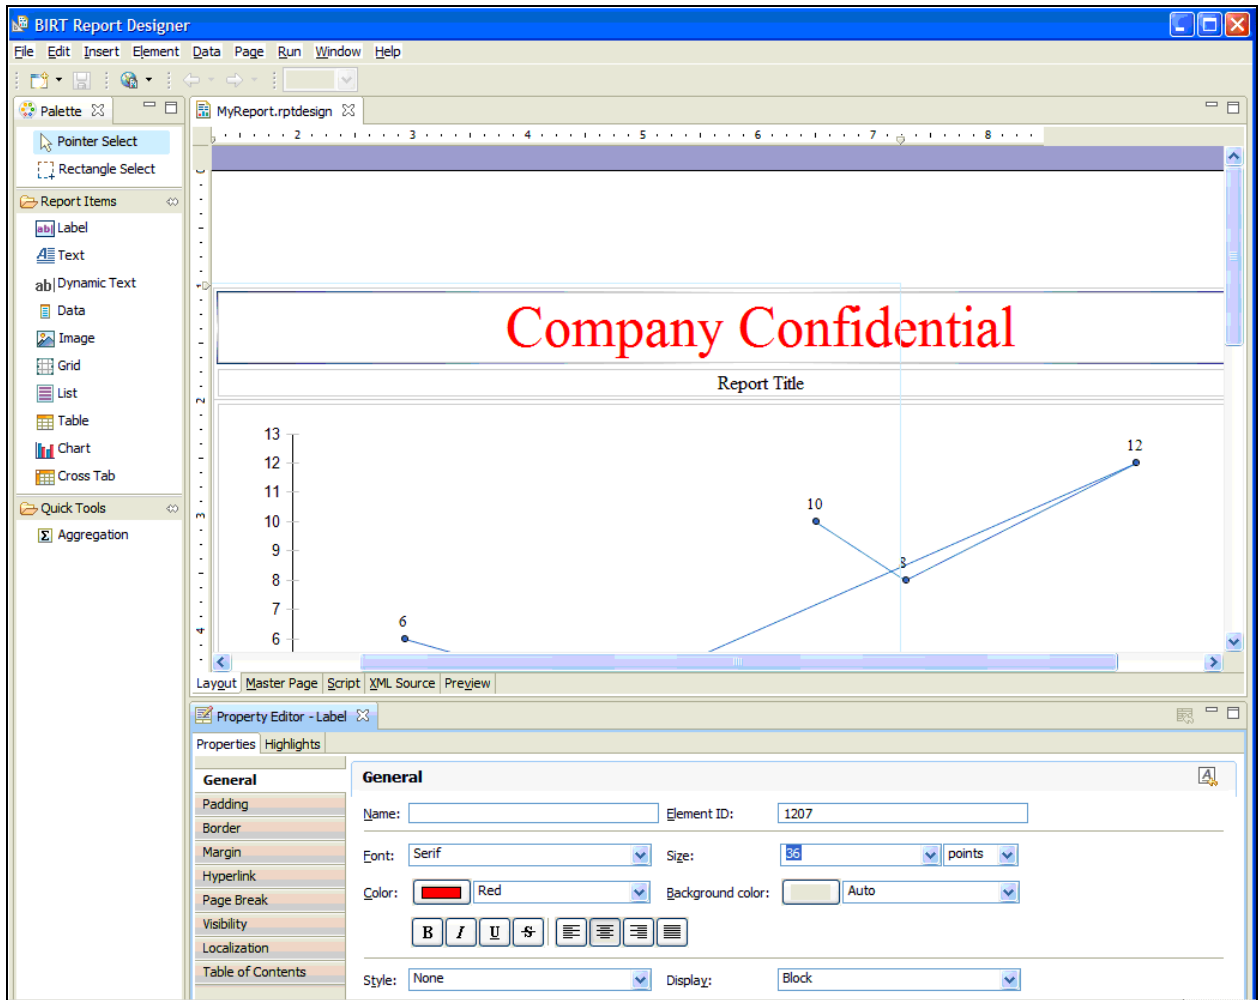 BIRT Report Designer
File Edit Insert Element Data Page Run Window Help
Palette
MyReport.rptdesign
Pointer Select
Rectangle Select
Report Items
Label
Text
Dynamic Text
Data
Image
Grid
List
Table
Chart
Cross Tab
Quick Tools
Aggregation
2 3 4 5 6 7 8
2
3
4
Company Confidential
Report Title
13
12
11
10
9
8
7
6
6
10
8
12
Layout Master Page Script XML Source Preview
Property Editor - Label
Properties Highlights
General
Padding
Border
Margin
Hyperlink
Page Break
Visibility
Localization
Table of Contents
General
Name: Element ID: 1207
Font: Serif Size: 36 points
Color: Red Background color: Auto
B I U S
Style: None Display: Block